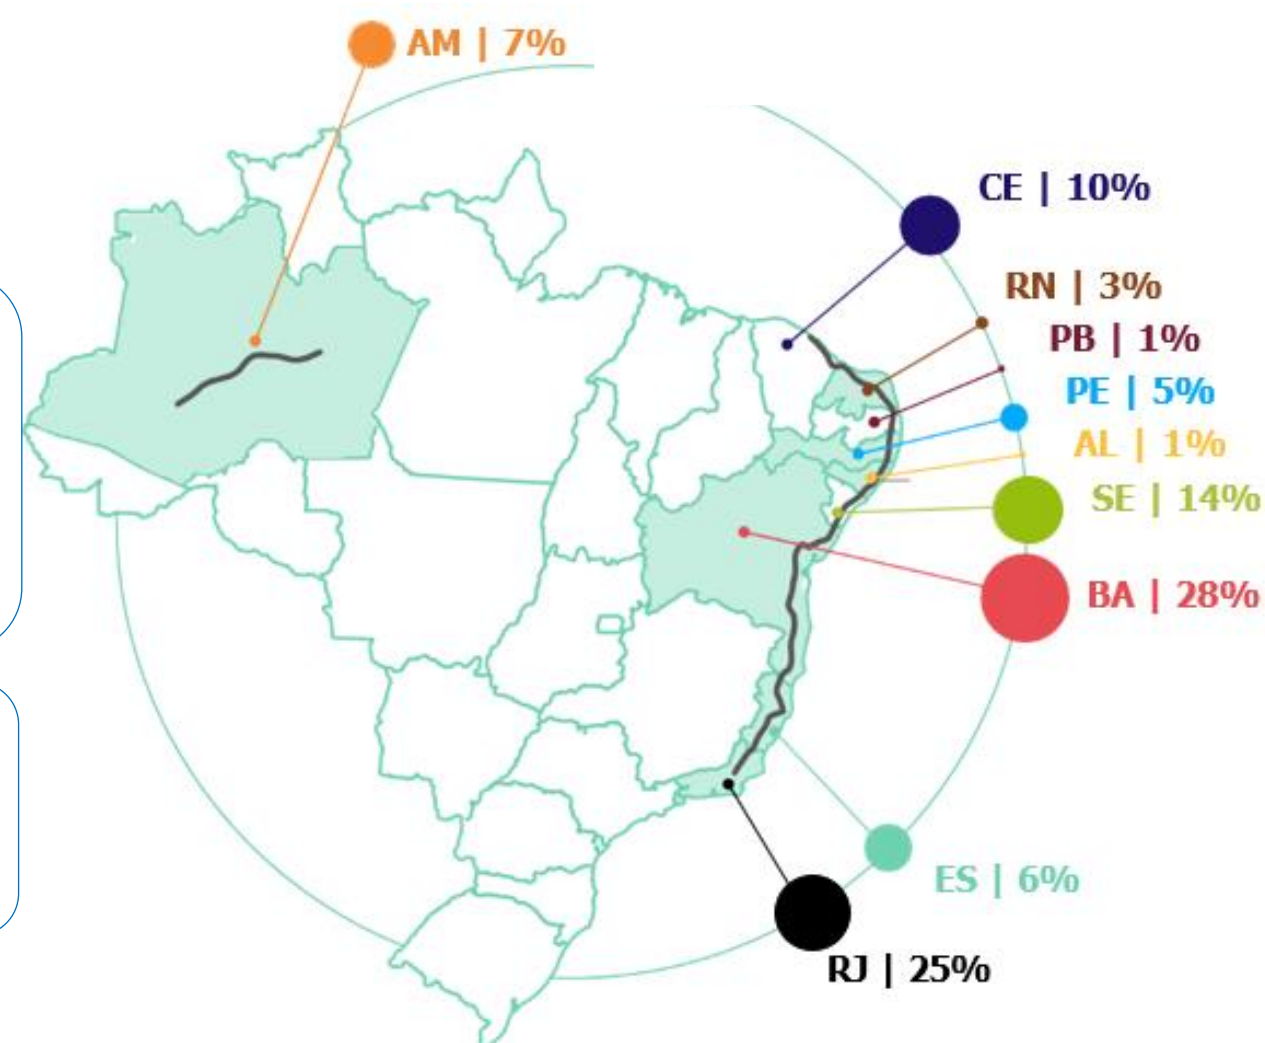 AM | 7%
CE | 10%
RN | 3%
PB | 1%
PE | 5%
AL | 1%
SE | 14%
BA | 28%
ES | 6%
RJ | 25%